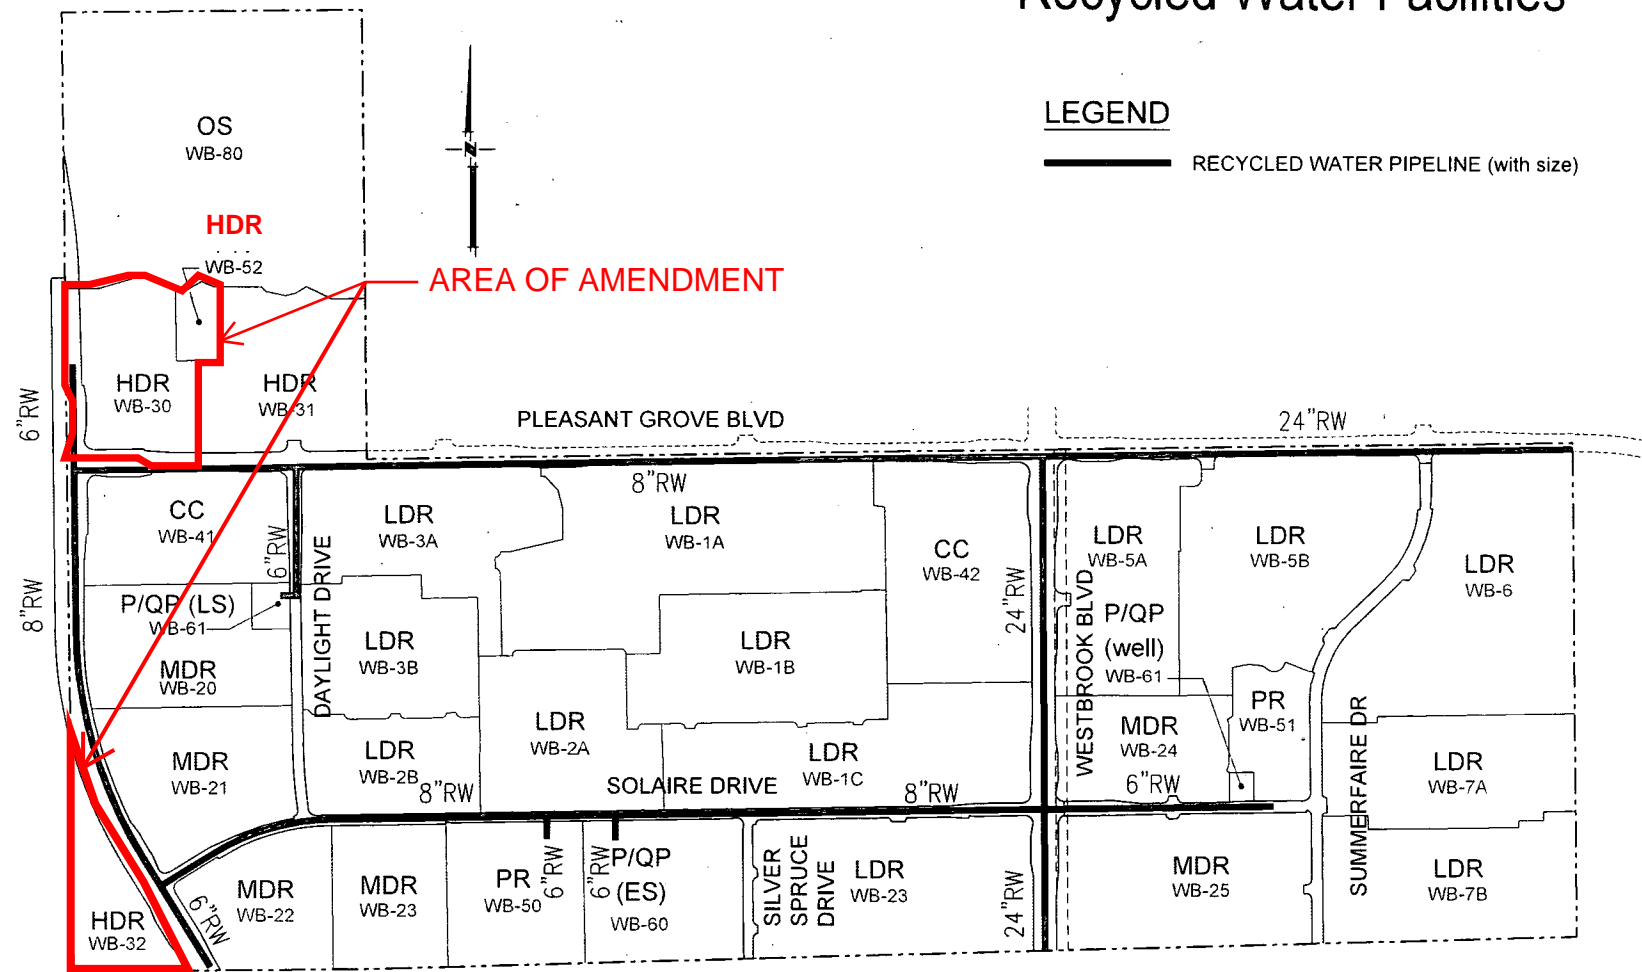 Recycled Water Facilities
LEGEND
RECYCLED WATER PIPELINE (with size)
OS
WB-80
HDR
WB-52
AREA OF AMENDMENT
HDR
WB-30
HDR
WB-31
6"RW
PLEASANT GROVE BLVD
24"RW
8"RW
CC
WB-41
6"RW
LDR
WB-3A
LDR
WB-1A
CC
WB-42
LDR
WB-5A
LDR
WB-5B
LDR
WB-6
8"RW
P/QP (LS)
WB-61
DAYLIGHT DRIVE
LDR
WB-3B
LDR
WB-1B
24"RW
WESTBROOK BLVD
P/QP
(well)
WB-61
MDR
WB-20
PR
WB-51
MDR
WB-21
LDR
WB-2B
LDR
WB-2A
LDR
WB-1C
MDR
WB-24
LDR
WB-7A
8"RW
SOLAIRE DRIVE
8"RW
6"RW
SUMMERFAIRE DR
HDR
WB-32
6"RW
MDR
WB-22
MDR
WB-23
PR
WB-50
6"RW
6"RW
P/QP
(ES)
WB-60
SILVER
SPRUCE
DRIVE
LDR
WB-23
24"RW
MDR
WB-25
LDR
WB-7B